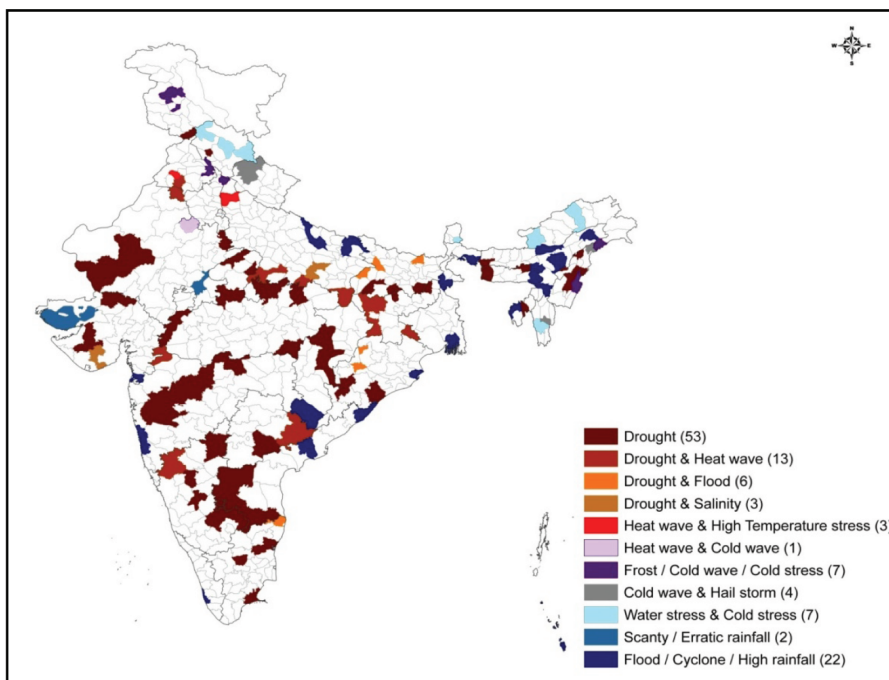 N
W E
S
Drought (53)
Drought & Heat wave (13)
Drought & Flood (6)
Drought & Salinity (3)
Heat wave & High Temperature stress (3)
Heat wave & Cold wave (1)
Frost / Cold wave / Cold stress (7)
Cold wave & Hail storm (4)
Water stress & Cold stress (7)
Scanty / Erratic rainfall (2)
Flood / Cyclone / High rainfall (22)